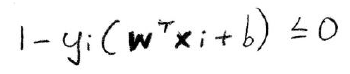 1 - yᵢ(𝐰ᵀ𝐱ᵢ + b) ≤ 0